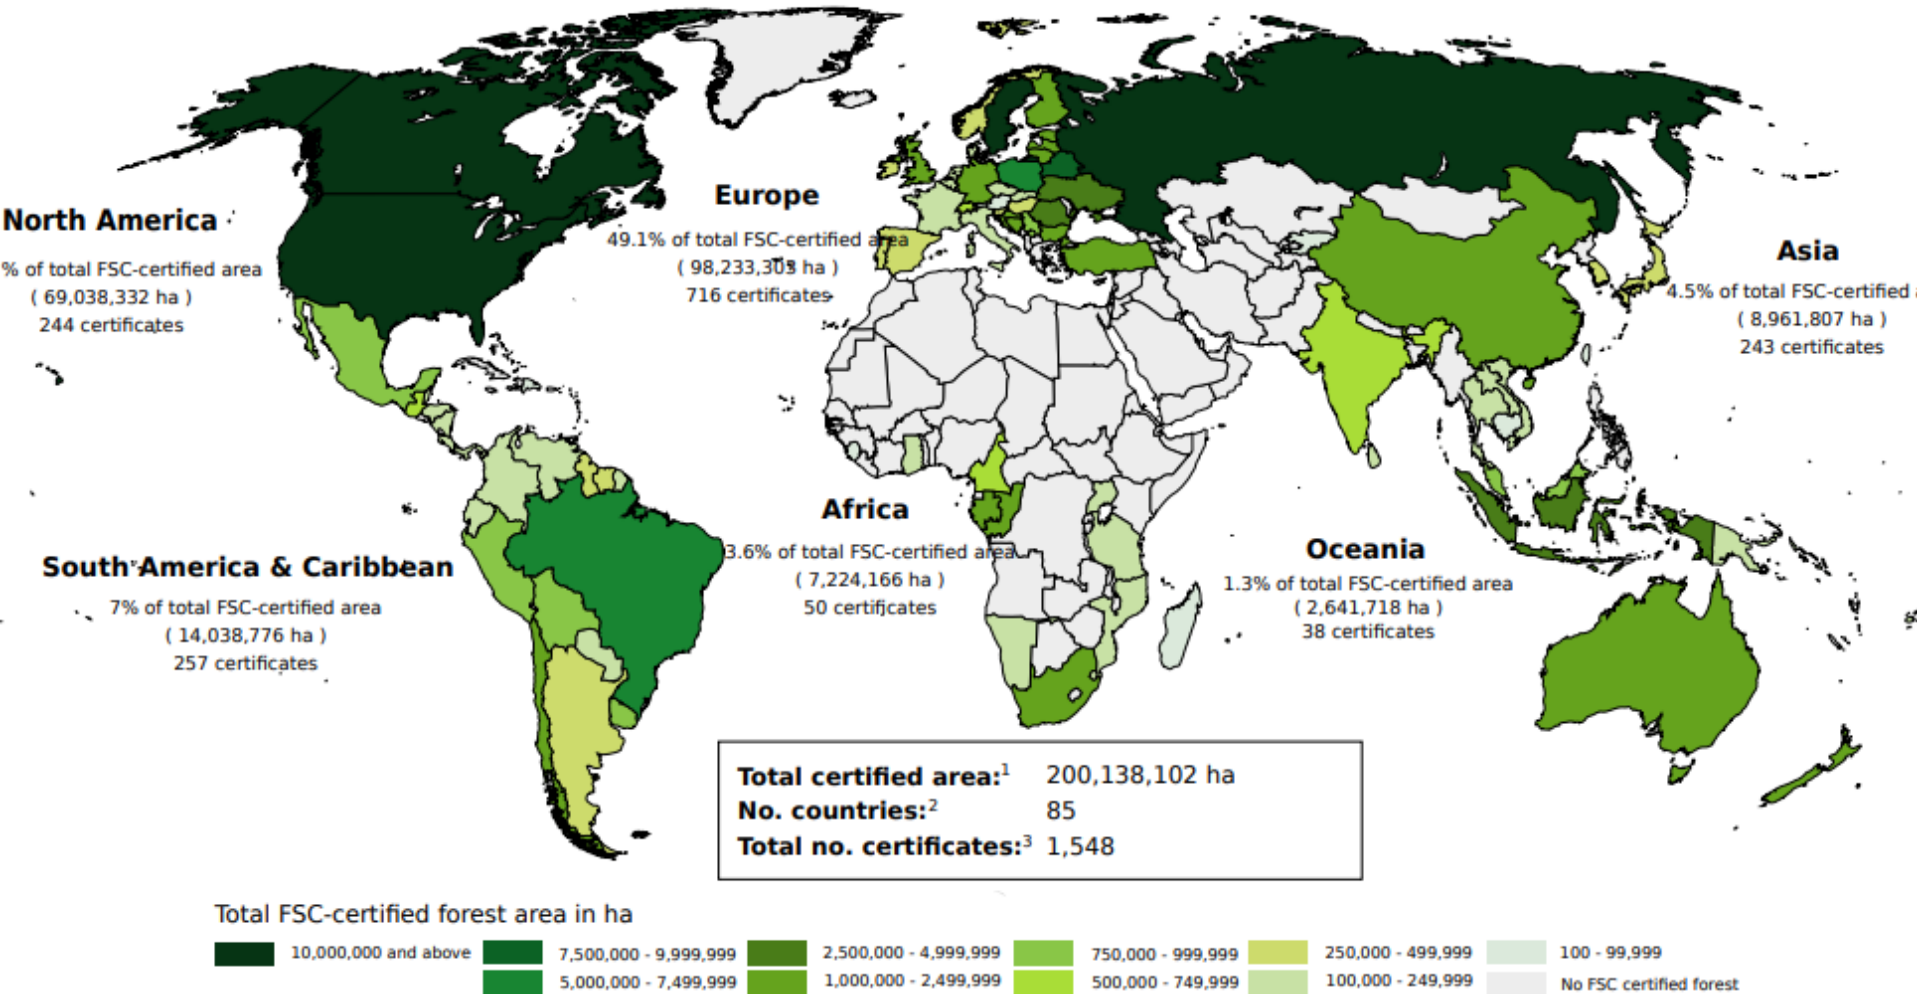 North America
% of total FSC-certified area
( 69,038,332 ha )
244 certificates
Europe
49.1% of total FSC-certified area
( 98,233,305 ha )
716 certificates
Asia
4.5% of total FSC-certified
( 8,961,807 ha )
243 certificates
South America & Caribbean
7% of total FSC-certified area
( 14,038,776 ha )
257 certificates
Africa
3.6% of total FSC-certified area
( 7,224,166 ha )
50 certificates
Oceania
1.3% of total FSC-certified area
( 2,641,718 ha )
38 certificates
Total certified area:¹ 200,138,102 ha
No. countries:² 85
Total no. certificates:³ 1,548
Total FSC-certified forest area in ha
10,000,000 and above
7,500,000 - 9,999,999
5,000,000 - 7,499,999
2,500,000 - 4,999,999
1,000,000 - 2,499,999
750,000 - 999,999
500,000 - 749,999
250,000 - 499,999
100,000 - 249,999
100 - 99,999
No FSC certified forest